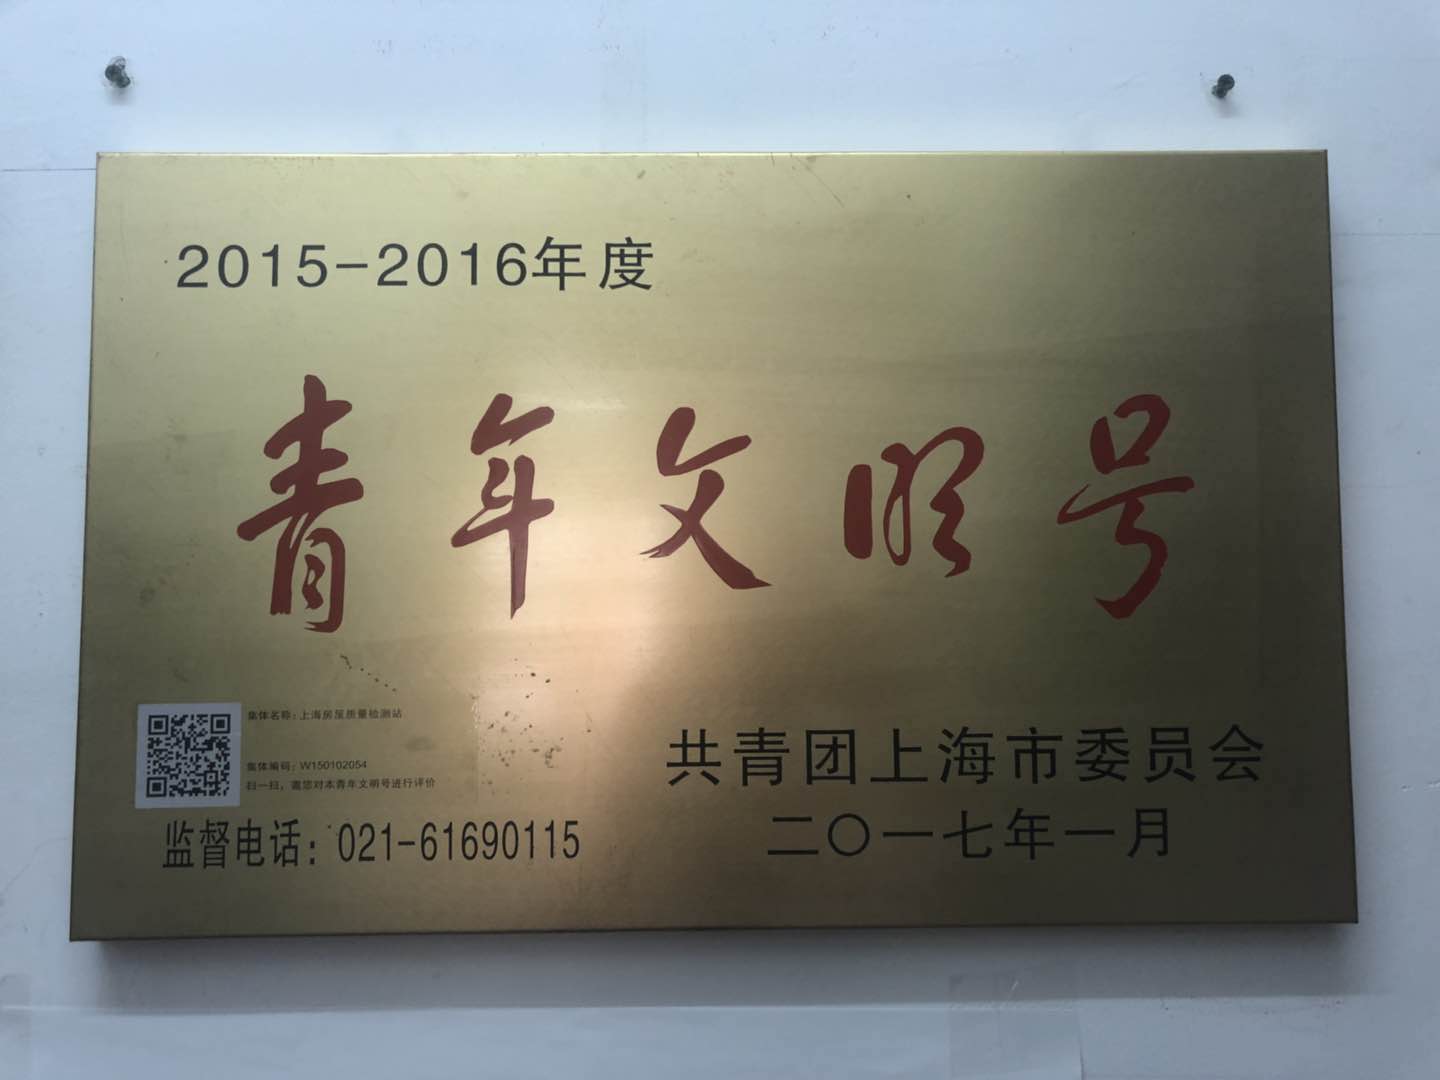 2015-2016年度
青年文明号
集体名称：上海房屋质量检测站
集体编码：W150102054
扫一扫，邀您对本青年文明号进行评价
监督电话：021-61690115
共青团上海市委员会
二〇一七年一月